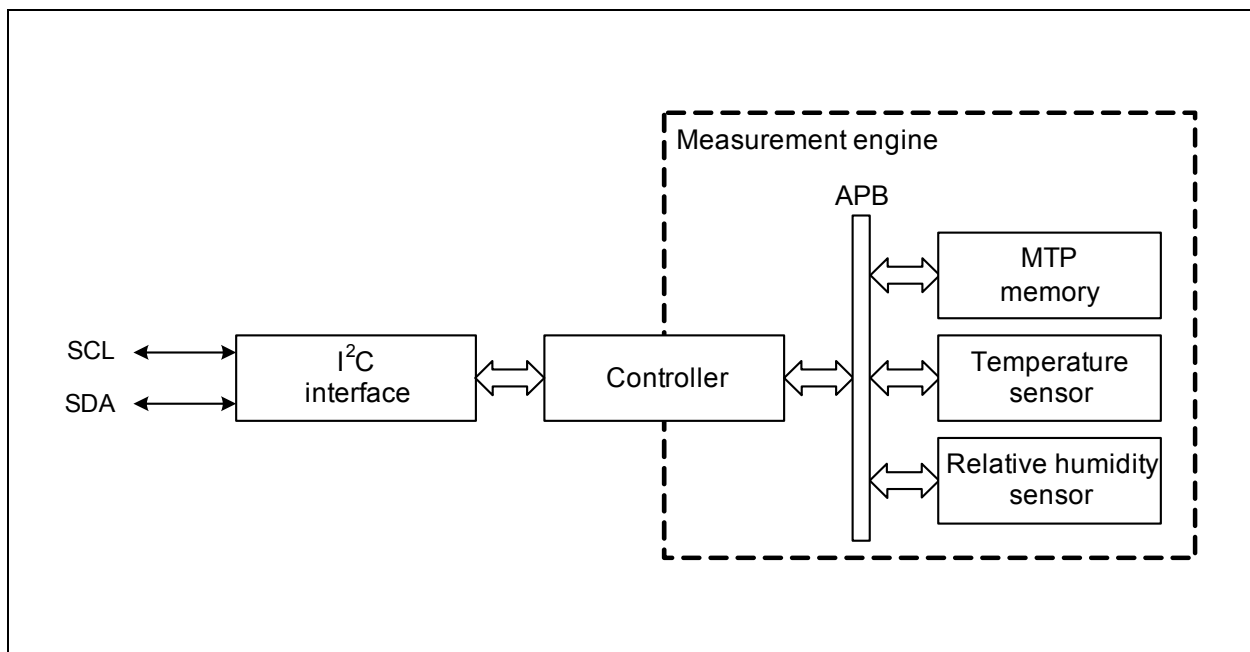 Measurement engine
APB
MTP
memory
SCL
SDA
I²C
interface
Controller
Temperature
sensor
Relative humidity
sensor